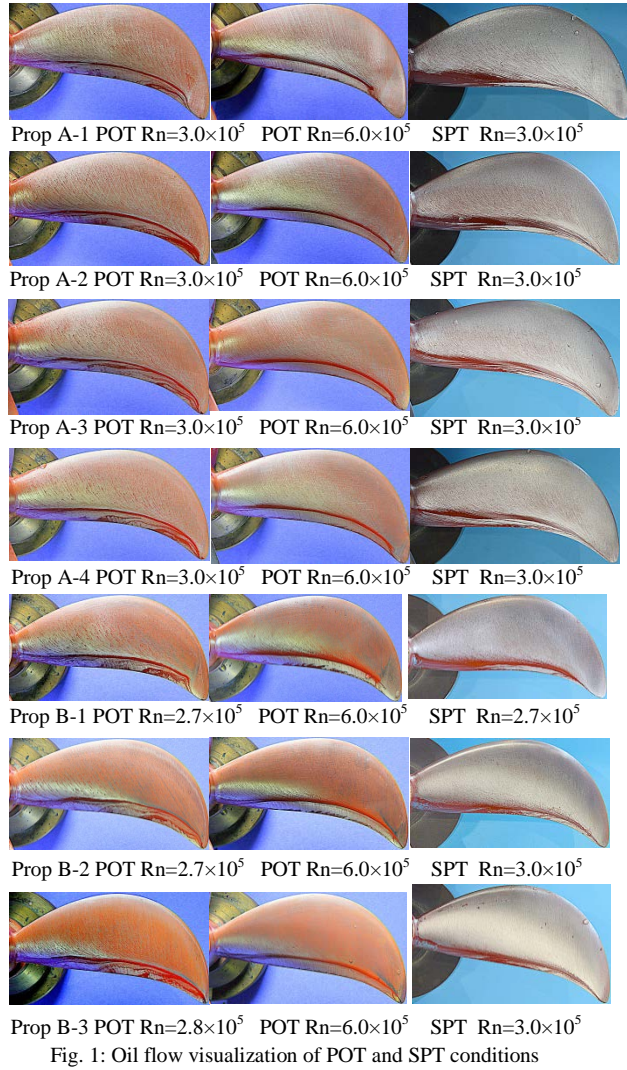 Prop A-1 POT Rn=3.0×10⁵ POT Rn=6.0×10⁵ SPT Rn=3.0×10⁵
Prop A-2 POT Rn=3.0×10⁵ POT Rn=6.0×10⁵ SPT Rn=3.0×10⁵
Prop A-3 POT Rn=3.0×10⁵ POT Rn=6.0×10⁵ SPT Rn=3.0×10⁵
Prop A-4 POT Rn=3.0×10⁵ POT Rn=6.0×10⁵ SPT Rn=3.0×10⁵
Prop B-1 POT Rn=2.7×10⁵ POT Rn=6.0×10⁵ SPT Rn=2.7×10⁵
Prop B-2 POT Rn=2.7×10⁵ POT Rn=6.0×10⁵ SPT Rn=3.0×10⁵
Prop B-3 POT Rn=2.8×10⁵ POT Rn=6.0×10⁵ SPT Rn=3.0×10⁵
Fig. 1: Oil flow visualization of POT and SPT conditions